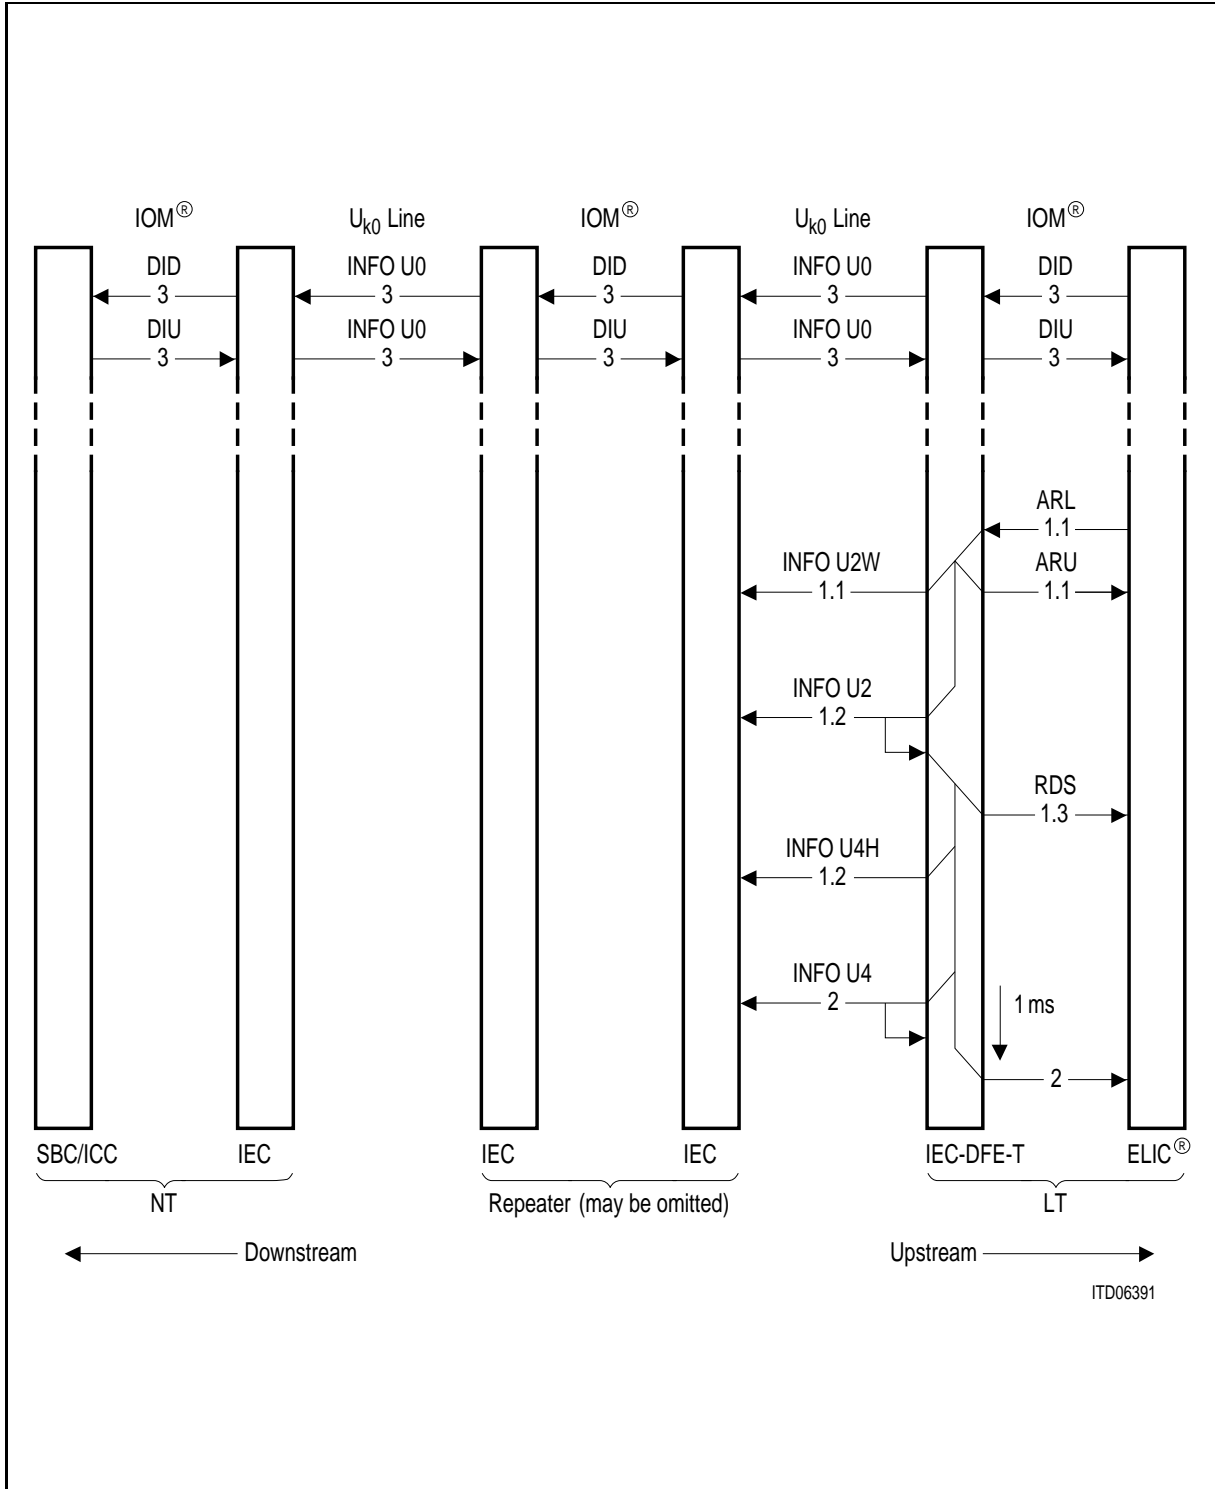 IOM® Uk0 Line IOM® Uk0 Line IOM®
DID INFO U0 DID INFO U0 DID
3 3 3 3 3
DIU INFO U0 DIU INFO U0 DIU
3 3 3 3 3
ARL
1.1
INFO U2W ARU
1.1 1.1
INFO U2
1.2
RDS
1.3
INFO U4H
1.2
INFO U4
2 1 ms
2
SBC/ICC IEC IEC IEC IEC-DFE-T ELIC®
NT Repeater (may be omitted) LT
Downstream Upstream
ITD06391